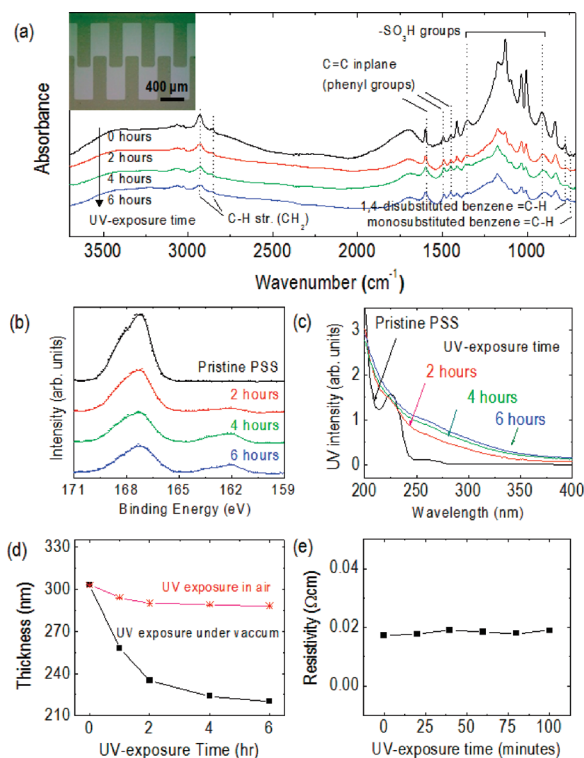 (a)
-SO3H groups
C=C inplane
(phenyl groups)
400 µm
Absorbance
0 hours
2 hours
4 hours
6 hours
UV-exposure time
C-H str. (CH2)
1,4 disubstituted benzene =C-H
monosubstituted benzene =C-H
3500 3000 2500 2000 1500 1000
Wavenumber (cm-1)
(b)
Intensity (arb. units)
Pristine PSS
2 hours
4 hours
6 hours
171 168 165 162 159
Binding Energy (eV)
(c)
UV intensity (arb. units)
3
2
1
0
Pristine PSS
UV-exposure time
2 hours
4 hours
6 hours
200 250 300 350 400
Wavelength (nm)
(d)
Thickness (nm)
330
300
270
240
210
UV exposure in air
UV exposure under vaccum
0 2 4 6
UV-exposure Time (hr)
(e)
Resistivity (Ωcm)
0.04
0.02
0.00
0 20 40 60 80 100
UV-exposure time (minutes)